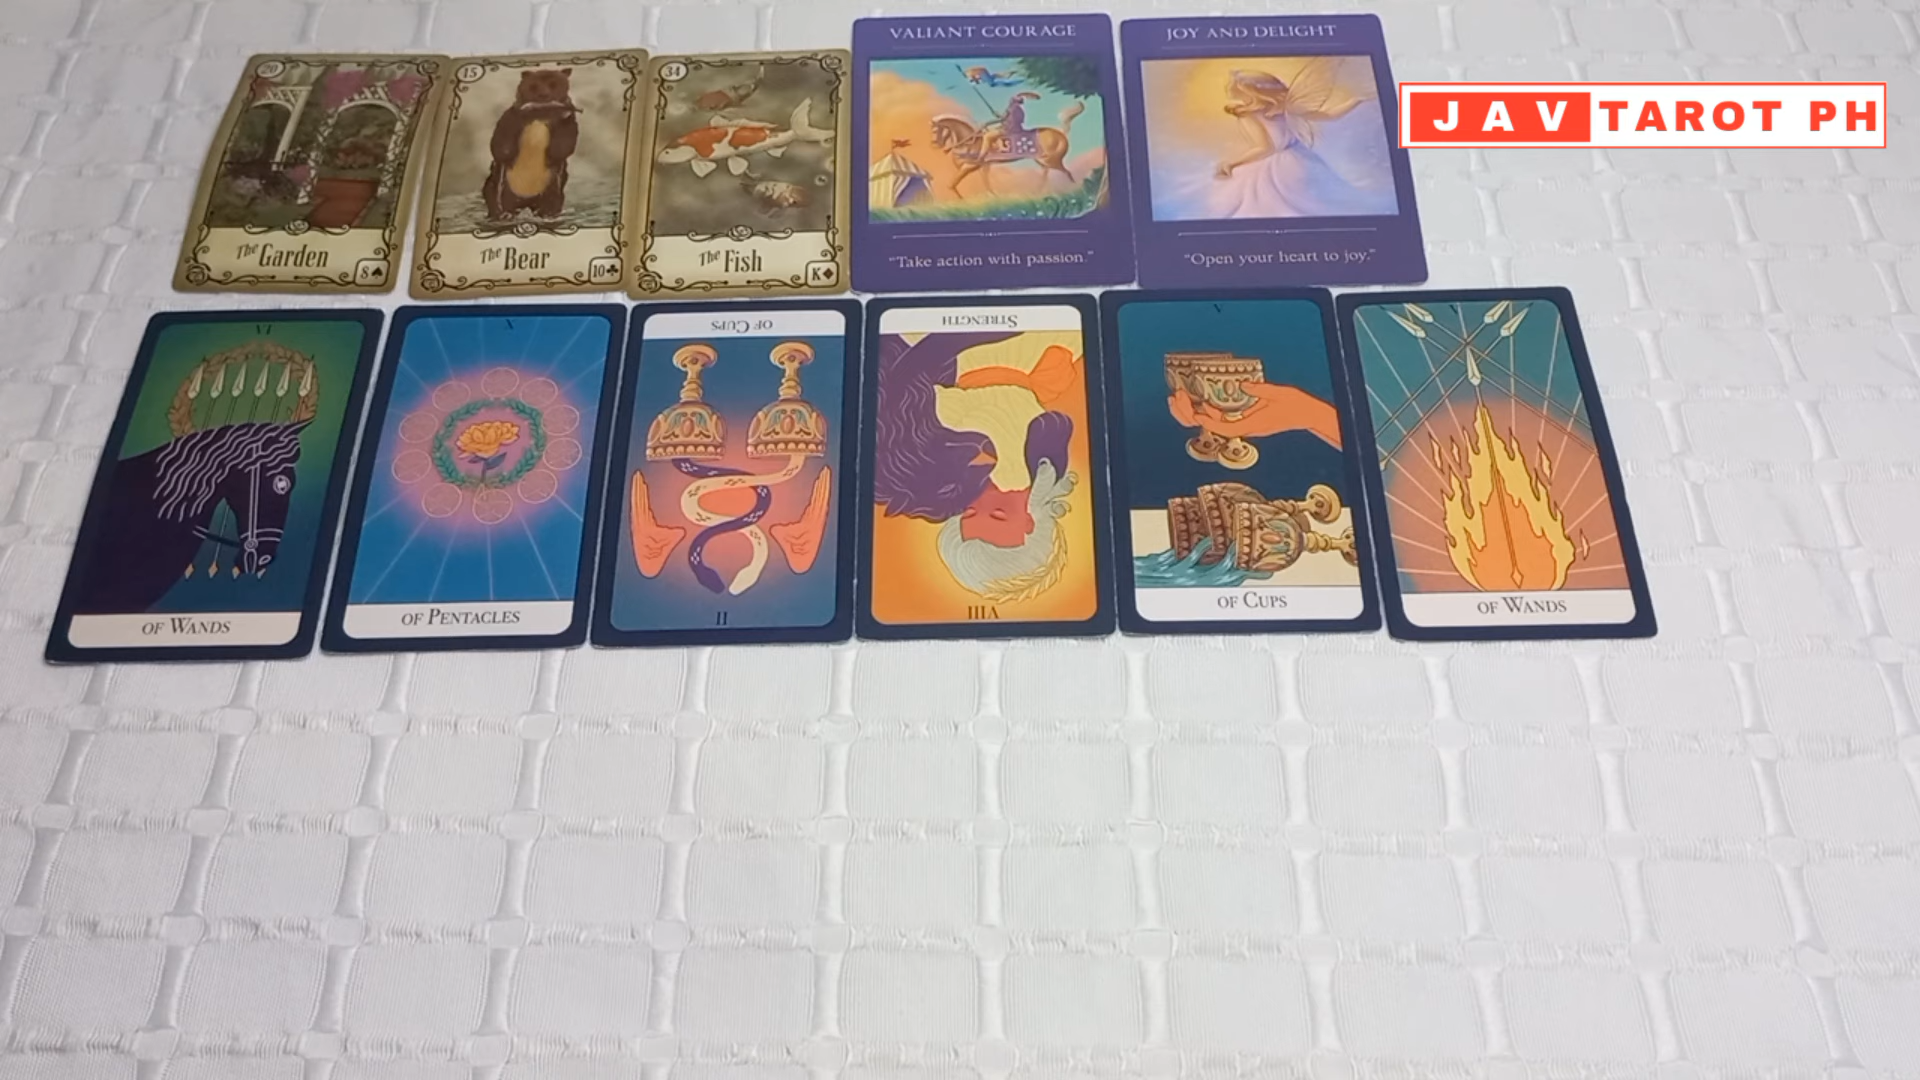 VALIANT COURAGE
JOY AND DELIGHT
20
15
34
JAV TAROT PH
The Garden
8♠
The Bear
10♣
The Fish
K♦
"Take action with passion."
"Open your heart to joy."
VI
X
OF CUPS
STRENGTH
V
V
OF WANDS
OF PENTACLES
II
VIII
OF CUPS
OF WANDS